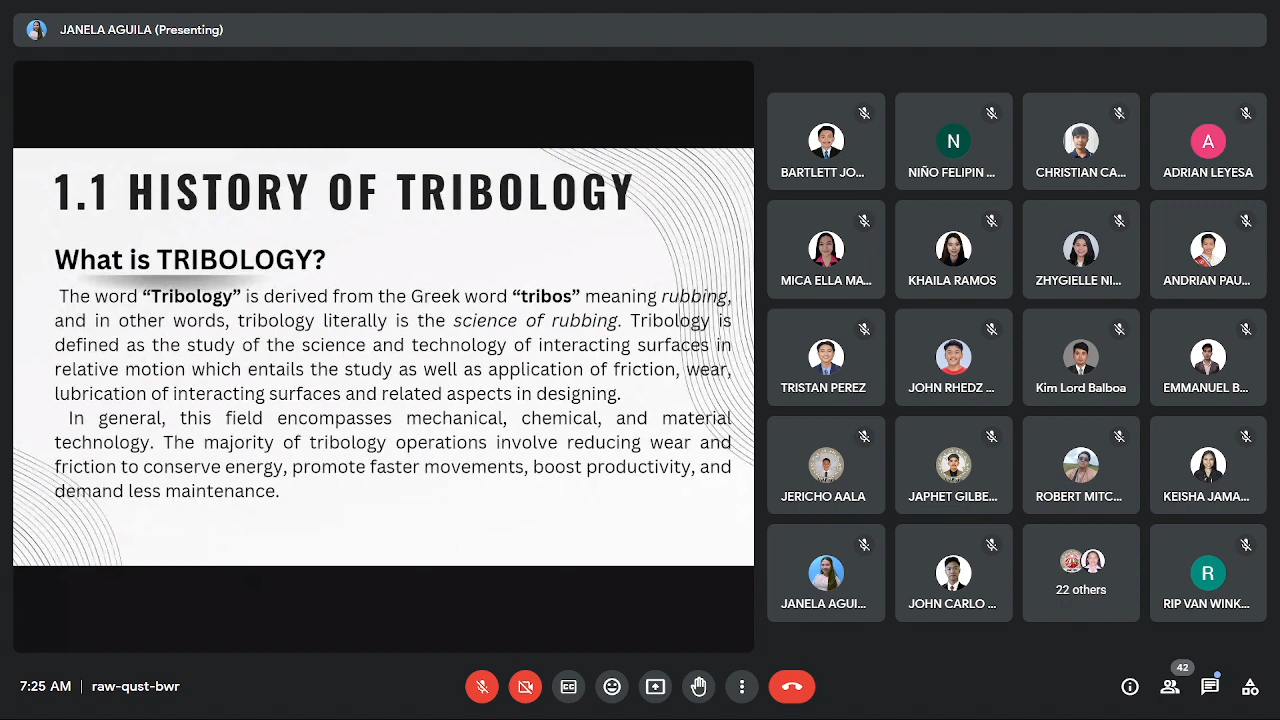 JANELA AGUILA (Presenting)
1.1 HISTORY OF TRIBOLOGY
What is TRIBOLOGY?
The word “Tribology” is derived from the Greek word “tribos” meaning rubbing,
and in other words, tribology literally is the science of rubbing. Tribology is
defined as the study of the science and technology of interacting surfaces in
relative motion which entails the study as well as application of friction, wear,
lubrication of interacting surfaces and related aspects in designing.
In general, this field encompasses mechanical, chemical, and material
technology. The majority of tribology operations involve reducing wear and
friction to conserve energy, promote faster movements, boost productivity, and
demand less maintenance.
BARTLETT JO...
N
NIÑO FELIPIN ...
CHRISTIAN CA...
A
ADRIAN LEYESA
MICA ELLA MA...
KHAILA RAMOS
ZHYGIELLE NI...
ANDRIAN PAU...
TRISTAN PEREZ
JOHN RHEDZ ...
Kim Lord Balboa
EMMANUEL B...
JERICHO AALA
JAPHET GILBE...
ROBERT MITC...
KEISHA JAMA...
JANELA AGUI...
JOHN CARLO ...
22 others
R
RIP VAN WINK...
7:25 AM | raw-qust-bwr
CC
42